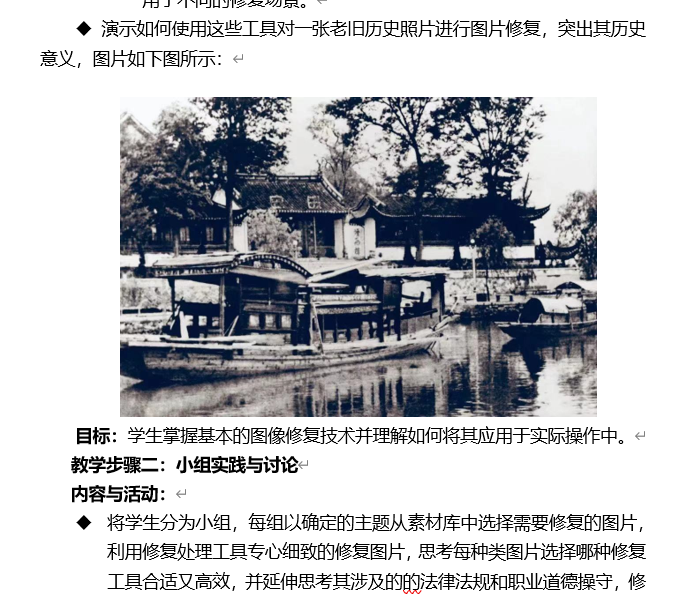 用于不同的修复场景。
◆ 演示如何使用这些工具对一张老旧历史照片进行图片修复，突出其历史
意义，图片如下图所示：
目标：学生掌握基本的图像修复技术并理解如何将其应用于实际操作中。
教学步骤二：小组实践与讨论
内容与活动：
◆ 将学生分为小组，每组以确定的主题从素材库中选择需要修复的图片，
利用修复处理工具专心细致的修复图片，思考每种类图片选择哪种修复
工具合适又高效，并延伸思考其涉及的的法律法规和职业道德操守，修